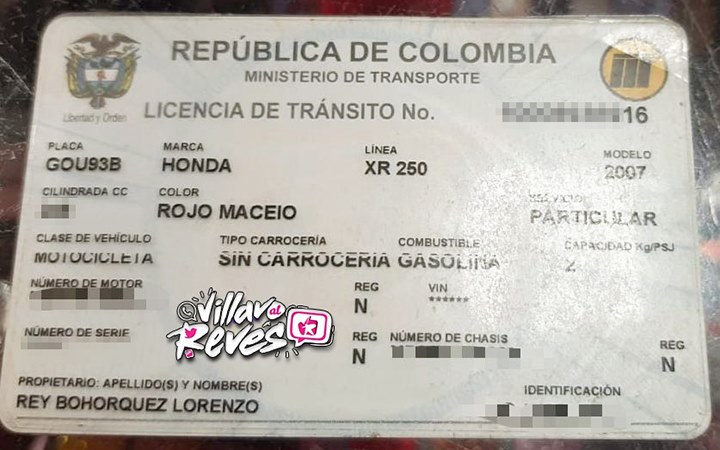 REPÚBLICA DE COLOMBIA
MINISTERIO DE TRANSPORTE
Libertad y Orden
LICENCIA DE TRÁNSITO No. 16
PLACA MARCA LÍNEA MODELO
GOU93B HONDA XR 250 2007
CILINDRADA CC COLOR SERVICIO
ROJO MACEIO PARTICULAR
CLASE DE VEHÍCULO TIPO CARROCERÍA COMBUSTIBLE CAPACIDAD Kg/PSJ
MOTOCICLETA SIN CARROCERIA GASOLINA 2
NÚMERO DE MOTOR REG VIN
N ******
Villav al Revés
NÚMERO DE SERIE REG NÚMERO DE CHASIS REG
N N
PROPIETARIO: APELLIDO(S) Y NOMBRE(S) IDENTIFICACIÓN
REY BOHORQUEZ LORENZO